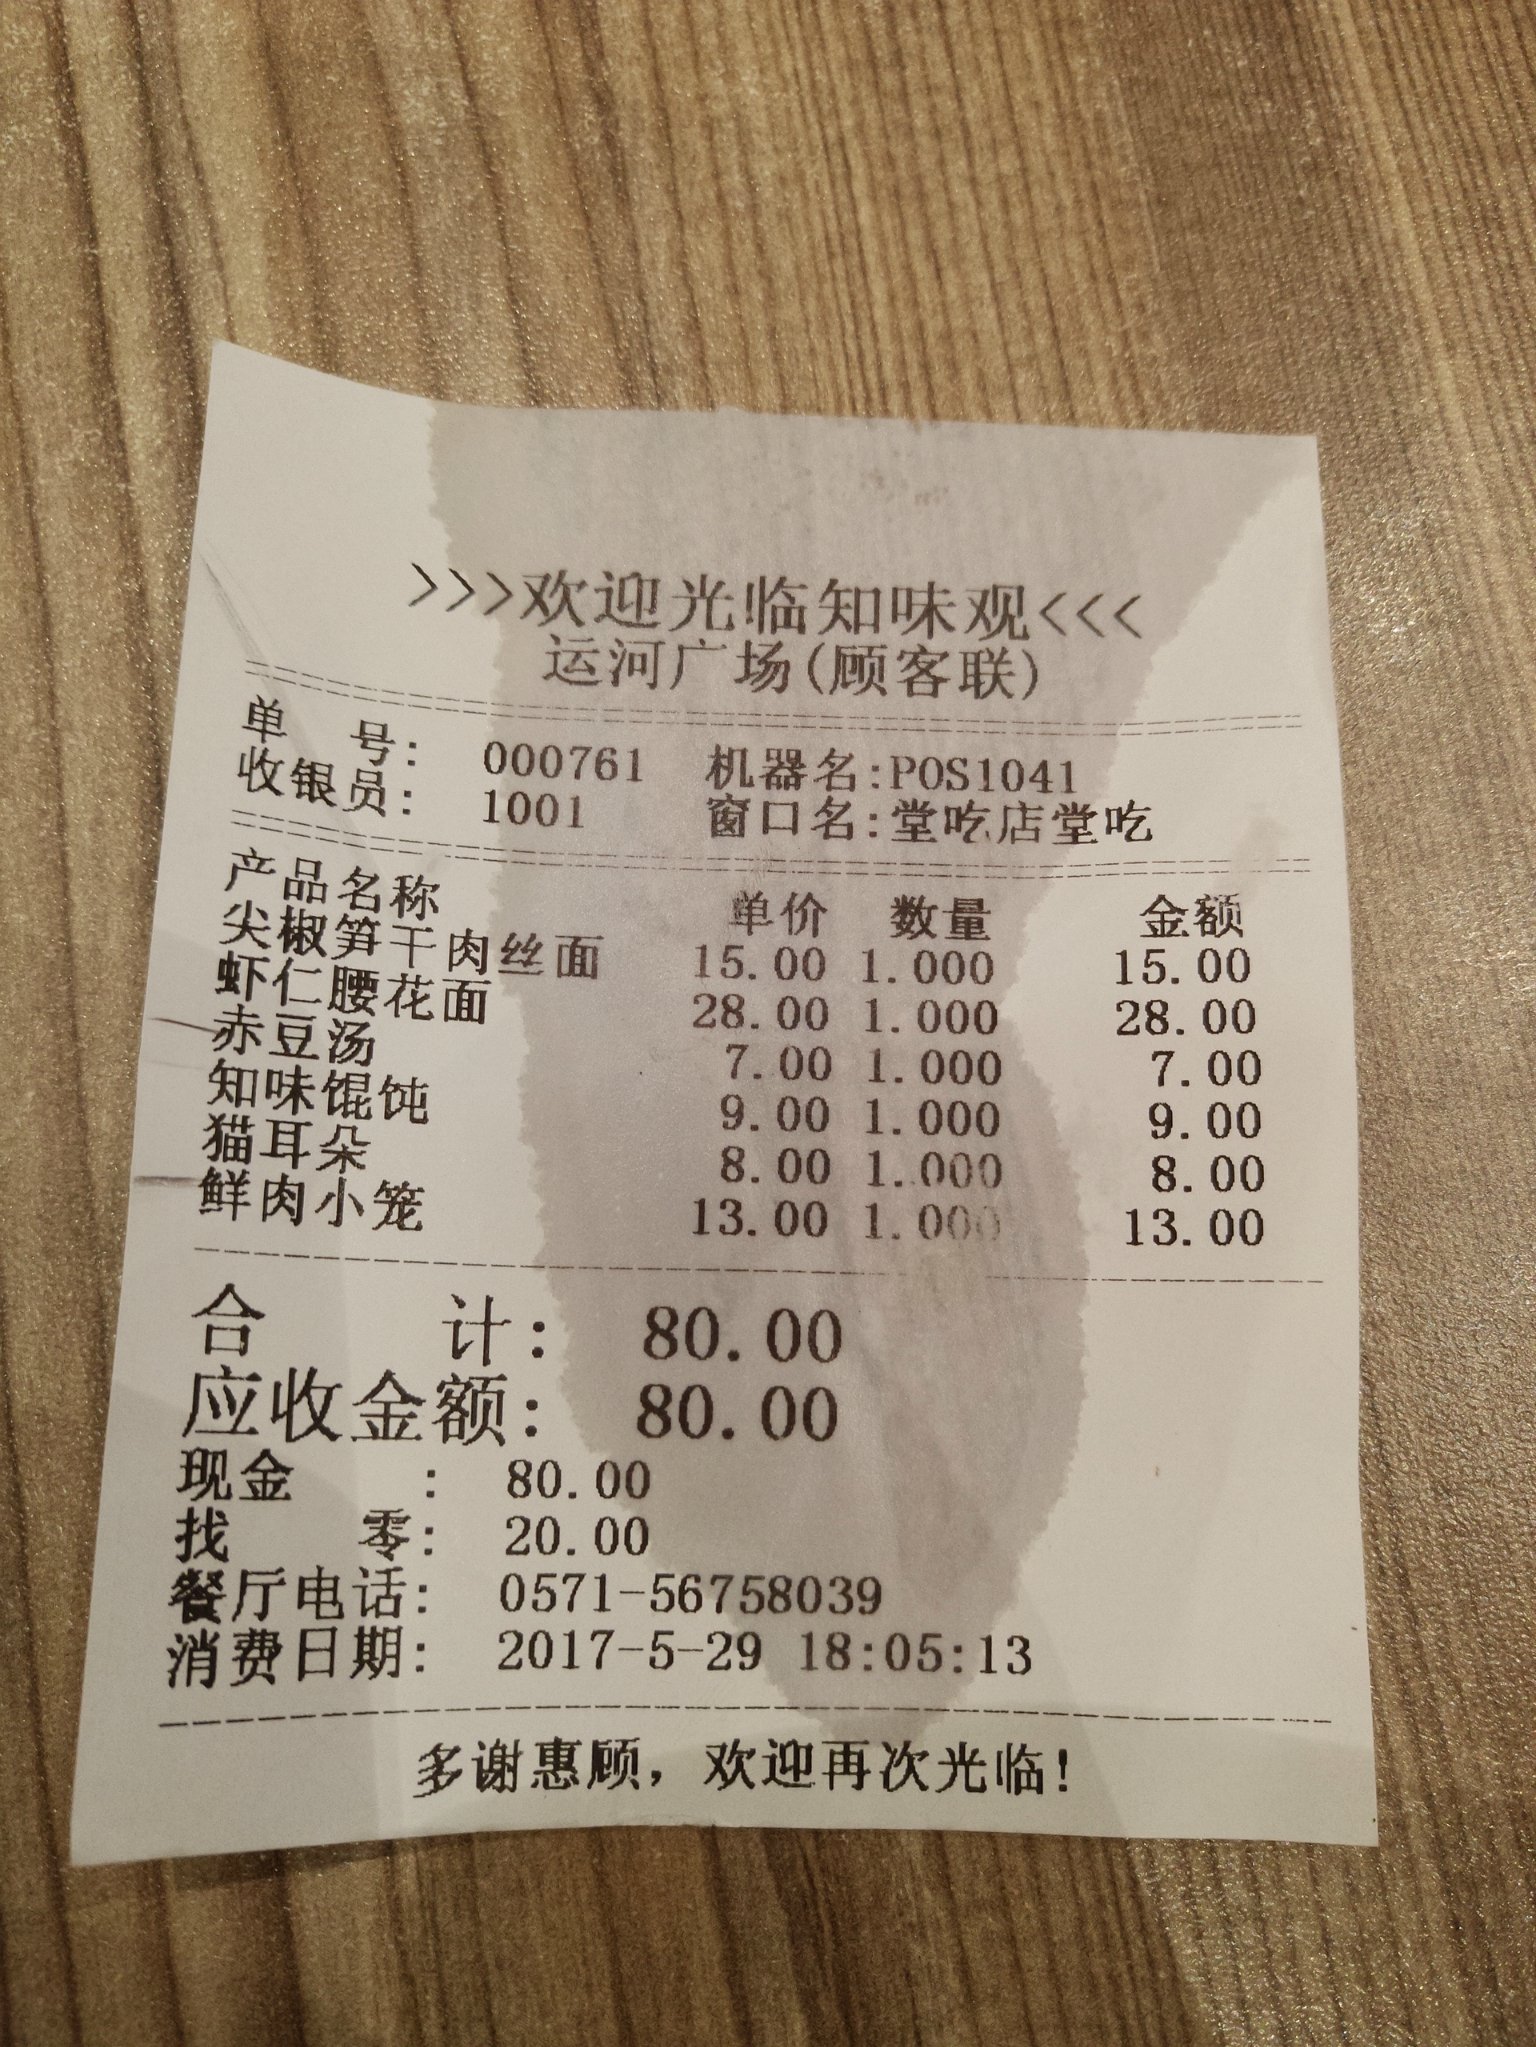 >>>欢迎光临知味观<<<
运河广场(顾客联)
单 号: 000761 机器名:POS1041
收银员: 1001 窗口名:堂吃店堂吃
产品名称 单价 数量 金额
尖椒笋干肉丝面 15.00 1.000 15.00
虾仁腰花面 28.00 1.000 28.00
赤豆汤 7.00 1.000 7.00
知味馄饨 9.00 1.000 9.00
猫耳朵 8.00 1.000 8.00
鲜肉小笼 13.00 1.000 13.00
合 计: 80.00
应收金额: 80.00
现金 : 80.00
找 零: 20.00
餐厅电话: 0571-56758039
消费日期: 2017-5-29 18:05:13
多谢惠顾，欢迎再次光临!